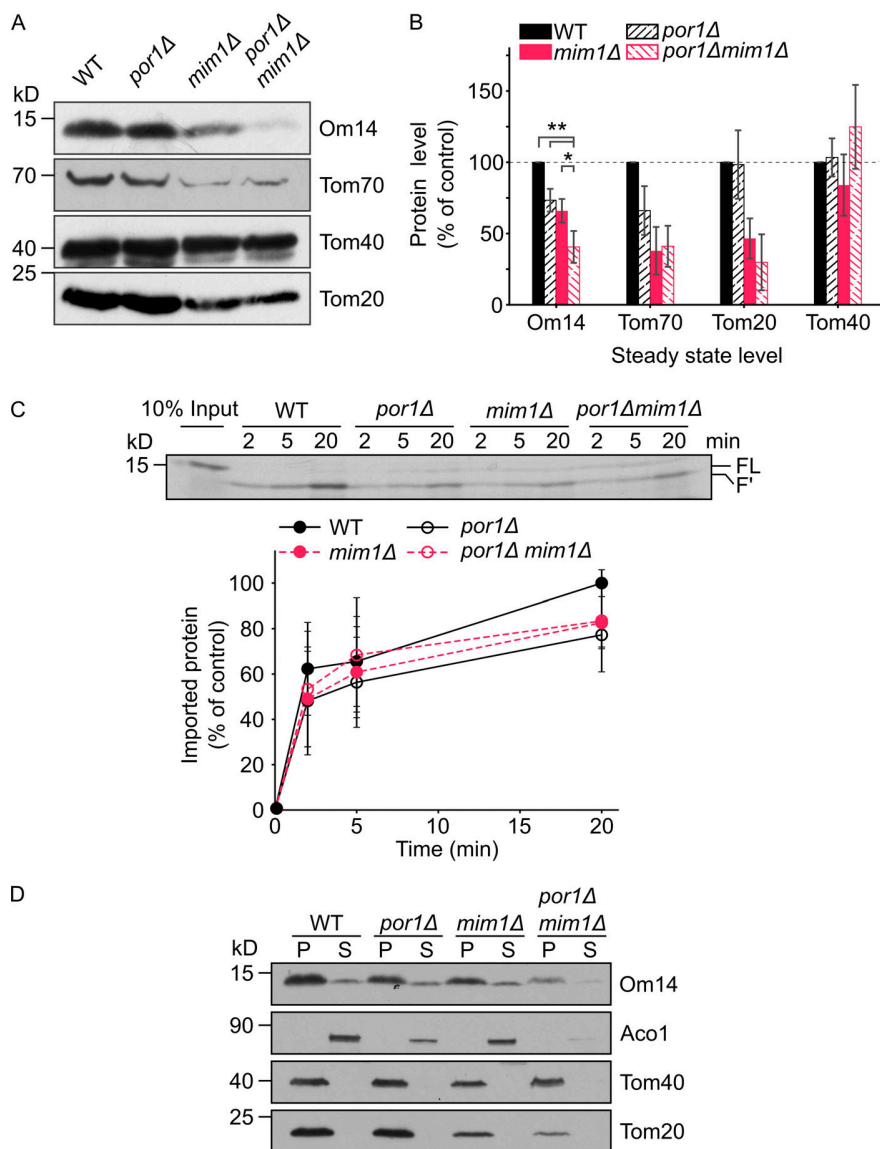 A
WT por1Δ mim1Δ por1Δ mim1Δ
kD
15 Om14
70 Tom70
40 Tom40
25 Tom20
B
WT por1Δ
mim1Δ por1Δmim1Δ
Protein level
(% of control)
150
100
50
0
**
*
Om14 Tom70 Tom20 Tom40
Steady state level
C
10% Input WT por1Δ mim1Δ por1Δmim1Δ
kD 2 5 20 2 5 20 2 5 20 2 5 20 min
15 FL
F'
WT por1Δ
mim1Δ por1Δ mim1Δ
Imported protein
(% of control)
100
80
60
40
20
0
0 5 10 15 20
Time (min)
D
WT por1Δ mim1Δ por1Δ mim1Δ
kD P S P S P S P S
15 Om14
90 Aco1
40 Tom40
25 Tom20